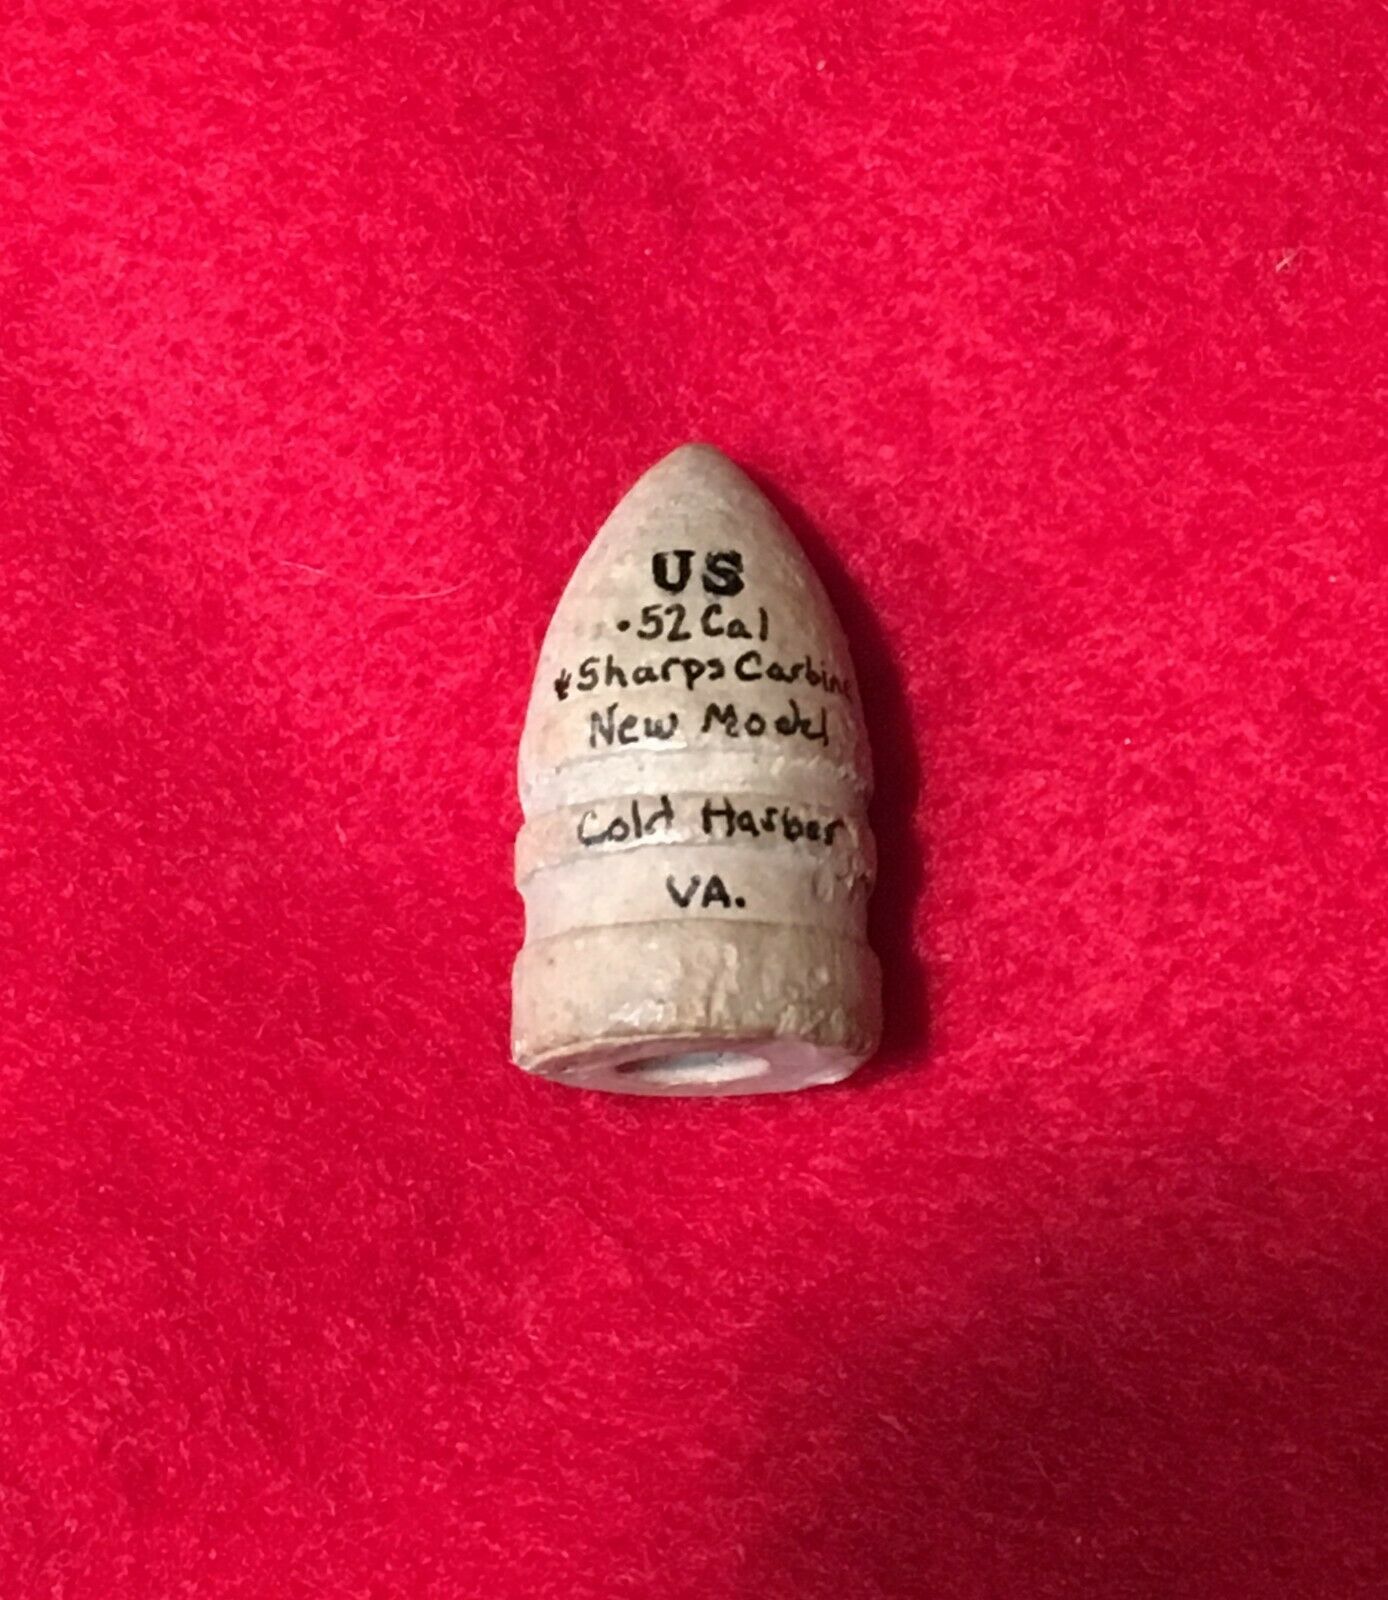 US
.52 Cal
Sharps Carbine
New Model
Cold Harbor
VA.